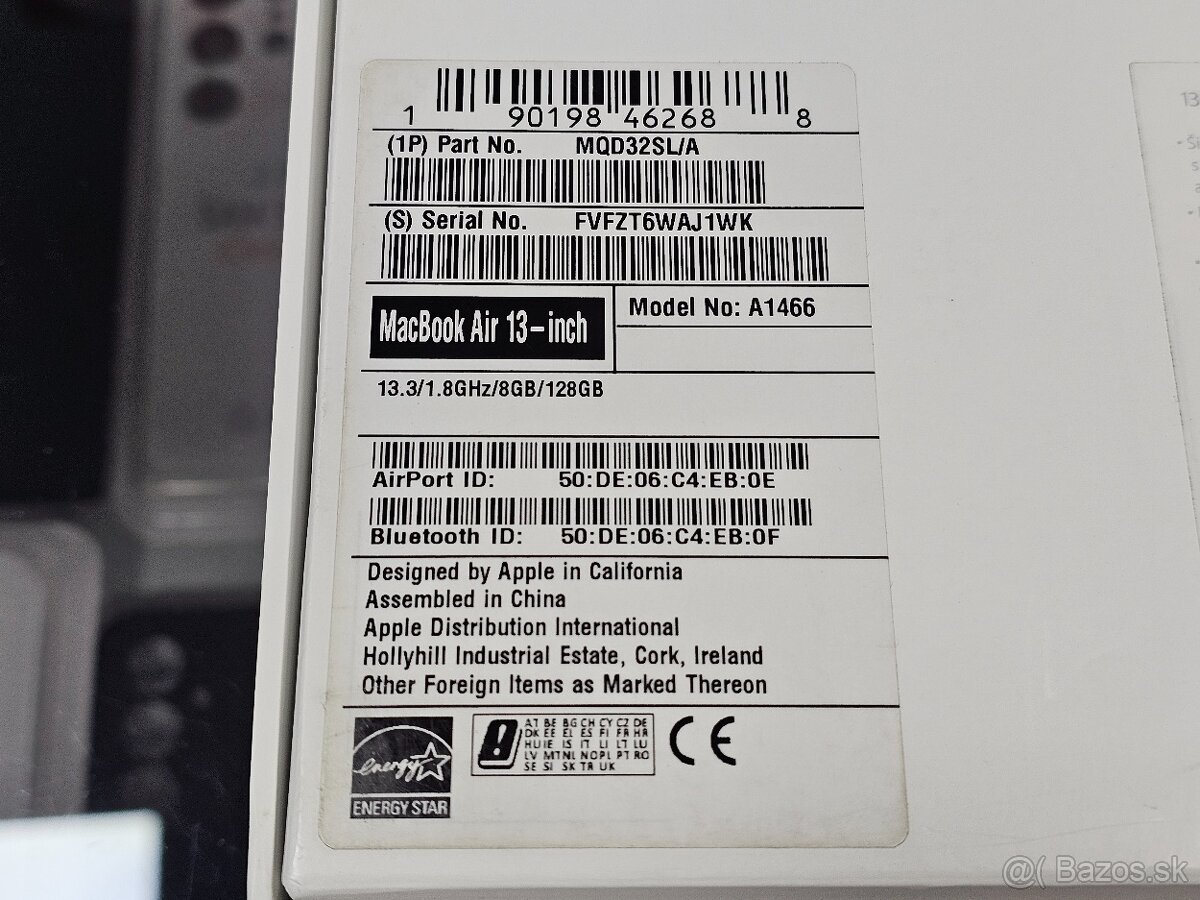 1 90198 46268 8
(1P) Part No. MQD32SL/A
(S) Serial No. FVFZT6WAJ1WK
MacBook Air 13-inch
Model No: A1466
13.3/1.8GHz/8GB/128GB
AirPort ID: 50:DE:06:C4:EB:0E
Bluetooth ID: 50:DE:06:C4:EB:0F
Designed by Apple in California
Assembled in China
Apple Distribution International
Hollyhill Industrial Estate, Cork, Ireland
Other Foreign Items as Marked Thereon
energy
ENERGY STAR
AT BE BG CH CY CZ DE
DK EE EL ES FI FR HR
HU IE IS IT LI LT LU
LV MT NL NO PL PT RO
SE SI SK TR UK
CE
13
@( Bazos.sk